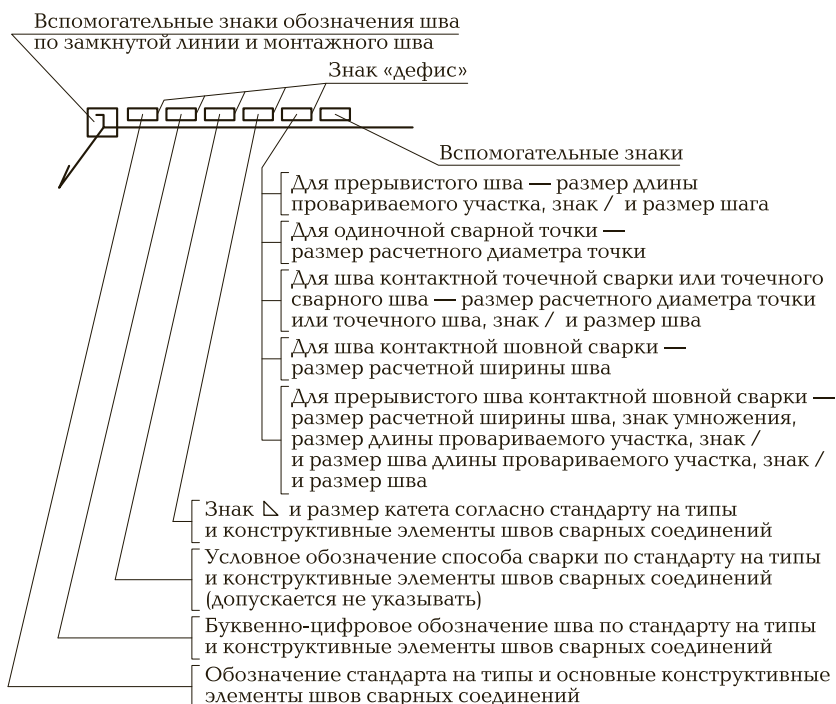 Вспомогательные знаки обозначения шва
по замкнутой линии и монтажного шва
Знак «дефис»
Вспомогательные знаки
Для прерывистого шва — размер длины
провариваемого участка, знак / и размер шага
Для одиночной сварной точки —
размер расчетного диаметра точки
Для шва контактной точечной сварки или точечного
сварного шва — размер расчетного диаметра точки
или точечного шва, знак / и размер шва
Для шва контактной шовной сварки —
размер расчетной ширины шва
Для прерывистого шва контактной шовной сварки —
размер расчетной ширины шва, знак умножения,
размер длины провариваемого участка, знак /
и размер шва длины провариваемого участка, знак /
и размер шва
Знак ◺ и размер катета согласно стандарту на типы
и конструктивные элементы швов сварных соединений
Условное обозначение способа сварки по стандарту на типы
и конструктивные элементы швов сварных соединений
(допускается не указывать)
Буквенно-цифровое обозначение шва по стандарту на типы
и конструктивные элементы швов сварных соединений
Обозначение стандарта на типы и основные конструктивные
элементы швов сварных соединений